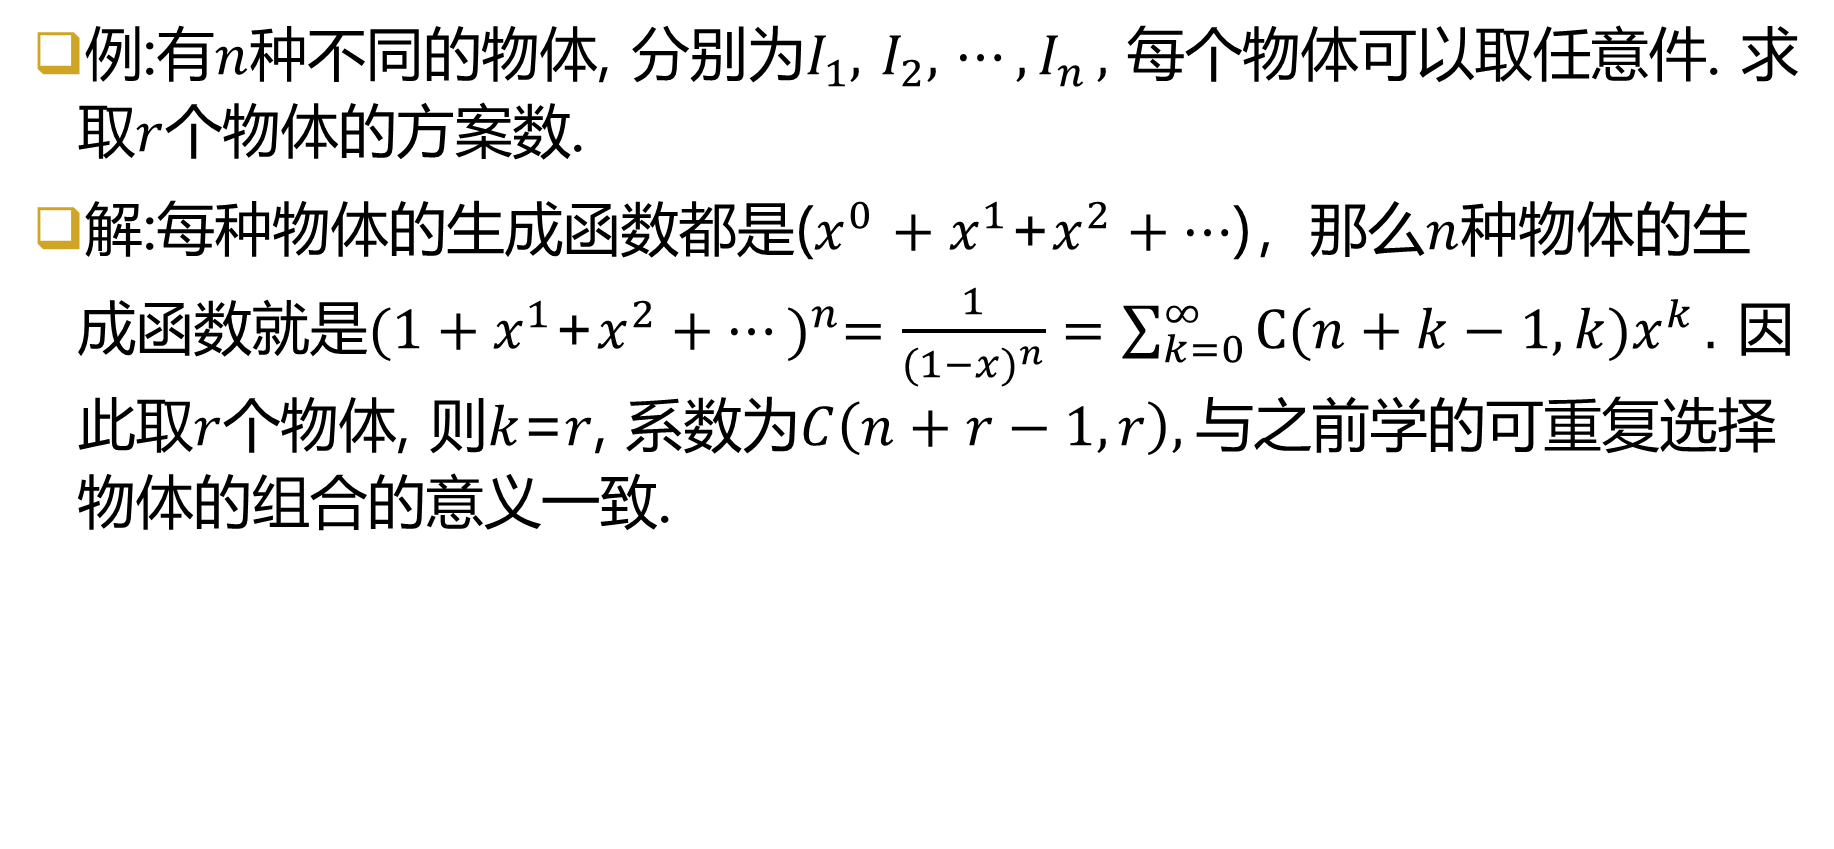 ❑例:有n种不同的物体, 分别为I₁, I₂, ⋯ , Iₙ , 每个物体可以取任意件. 求
取r个物体的方案数.
❑解:每种物体的生成函数都是(x⁰ + x¹+x² + ⋯)，那么n种物体的生
成函数就是(1 + x¹+x² + ⋯ )ⁿ= \frac{1}{(1−x)ⁿ} = ∑_{k=0}^{∞} C(n + k − 1, k)xᵏ . 因
此取r个物体, 则k=r, 系数为C(n + r − 1, r), 与之前学的可重复选择
物体的组合的意义一致.